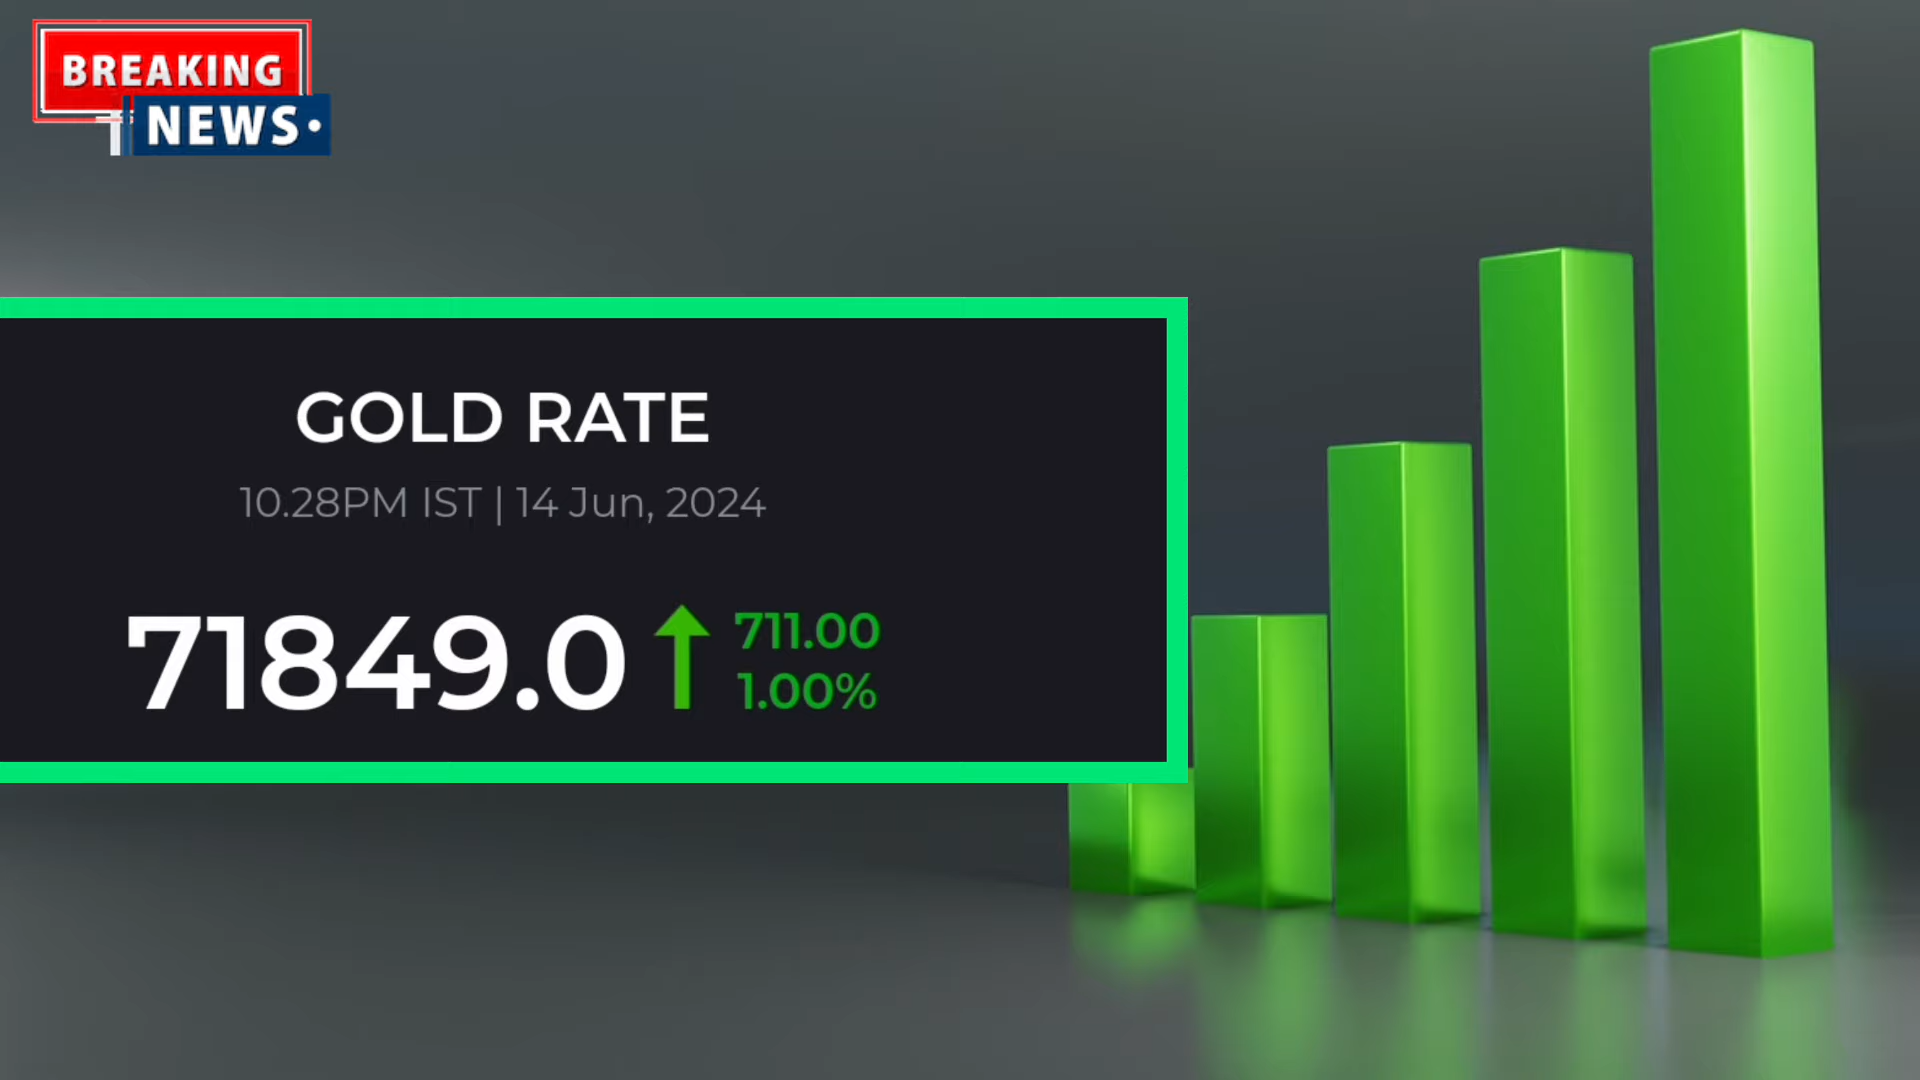 BREAKING
NEWS
GOLD RATE
10.28PM IST | 14 Jun, 2024
71849.0
711.00
1.00%